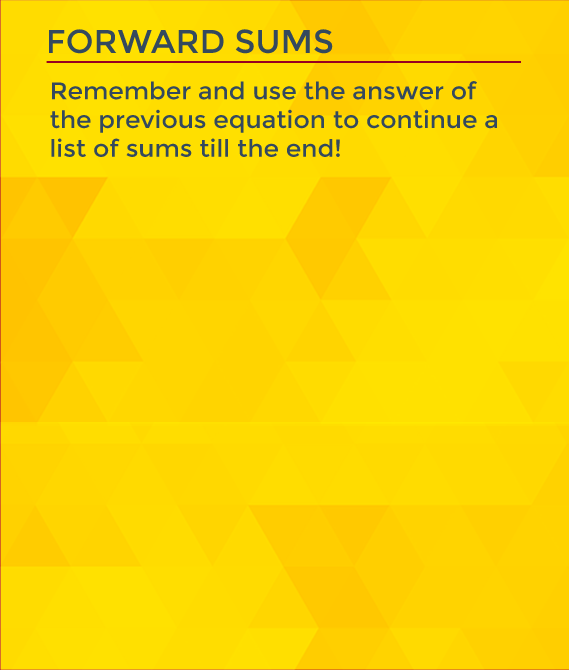 FORWARD SUMS
Remember and use the answer of
the previous equation to continue a
list of sums till the end!